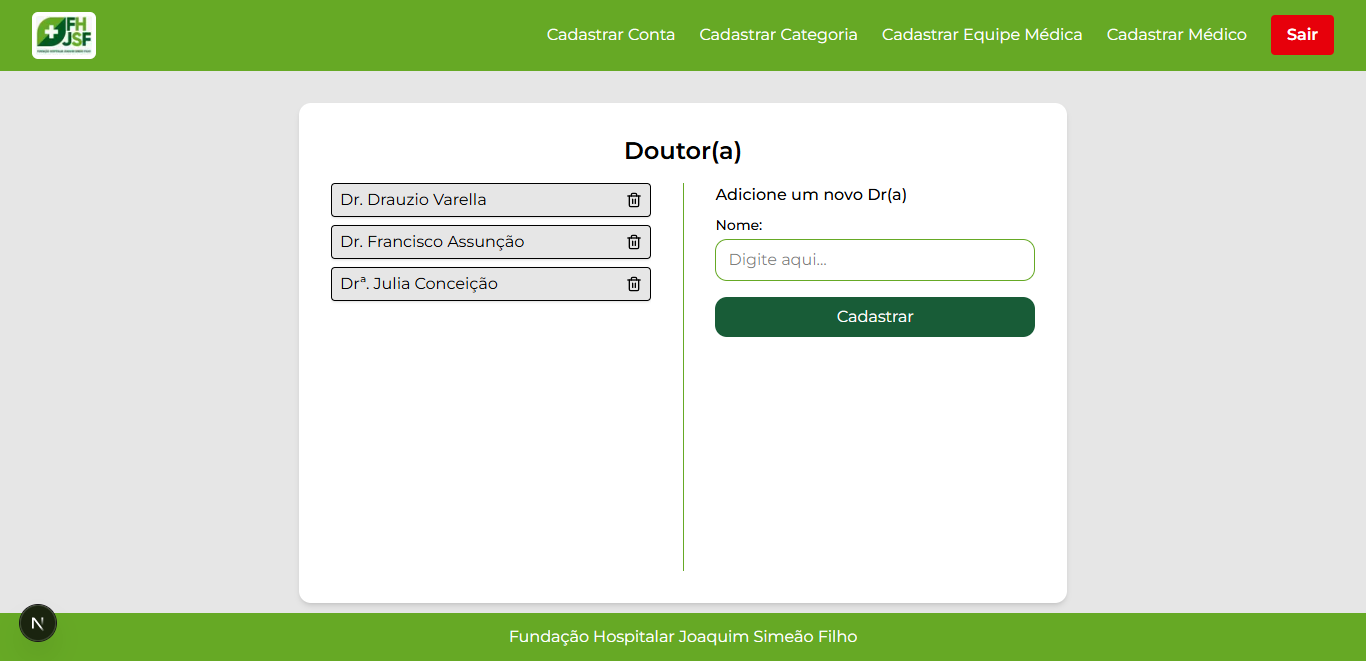 FH
JSF
Cadastrar Conta
Cadastrar Categoria
Cadastrar Equipe Médica
Cadastrar Médico
Sair
Doutor(a)
Dr. Drauzio Varella
Dr. Francisco Assunção
Drª. Julia Conceição
Adicione um novo Dr(a)
Nome:
Digite aqui...
Cadastrar
N
Fundação Hospitalar Joaquim Simeão Filho